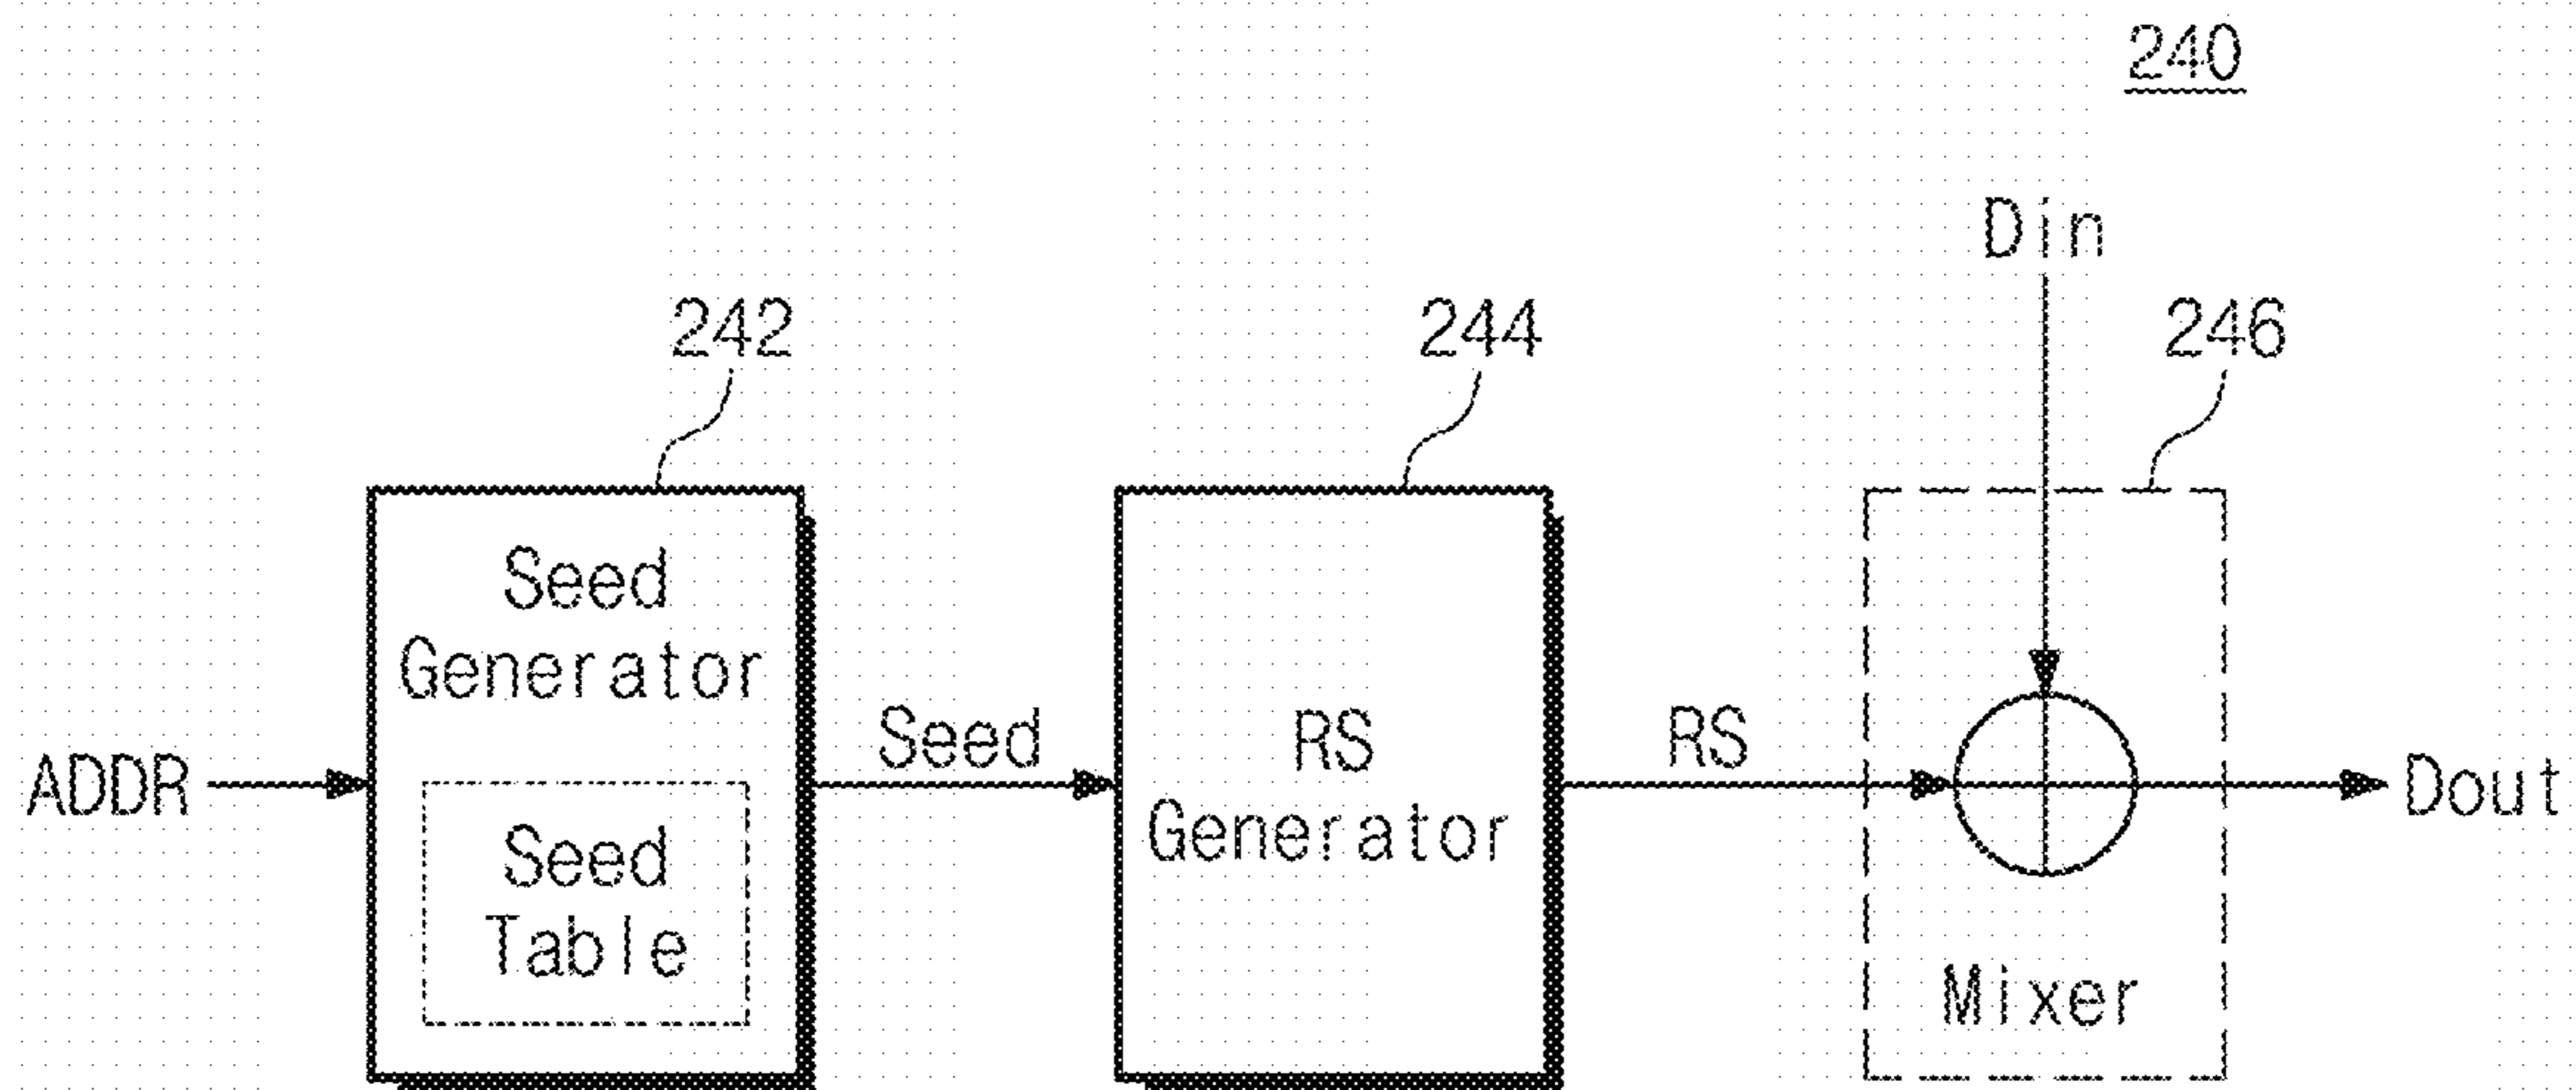 240
Din
242
244
246
Seed
Generator
Seed
RS
RS
ADDR
Dout
Generator
Seed
Table
Mixer